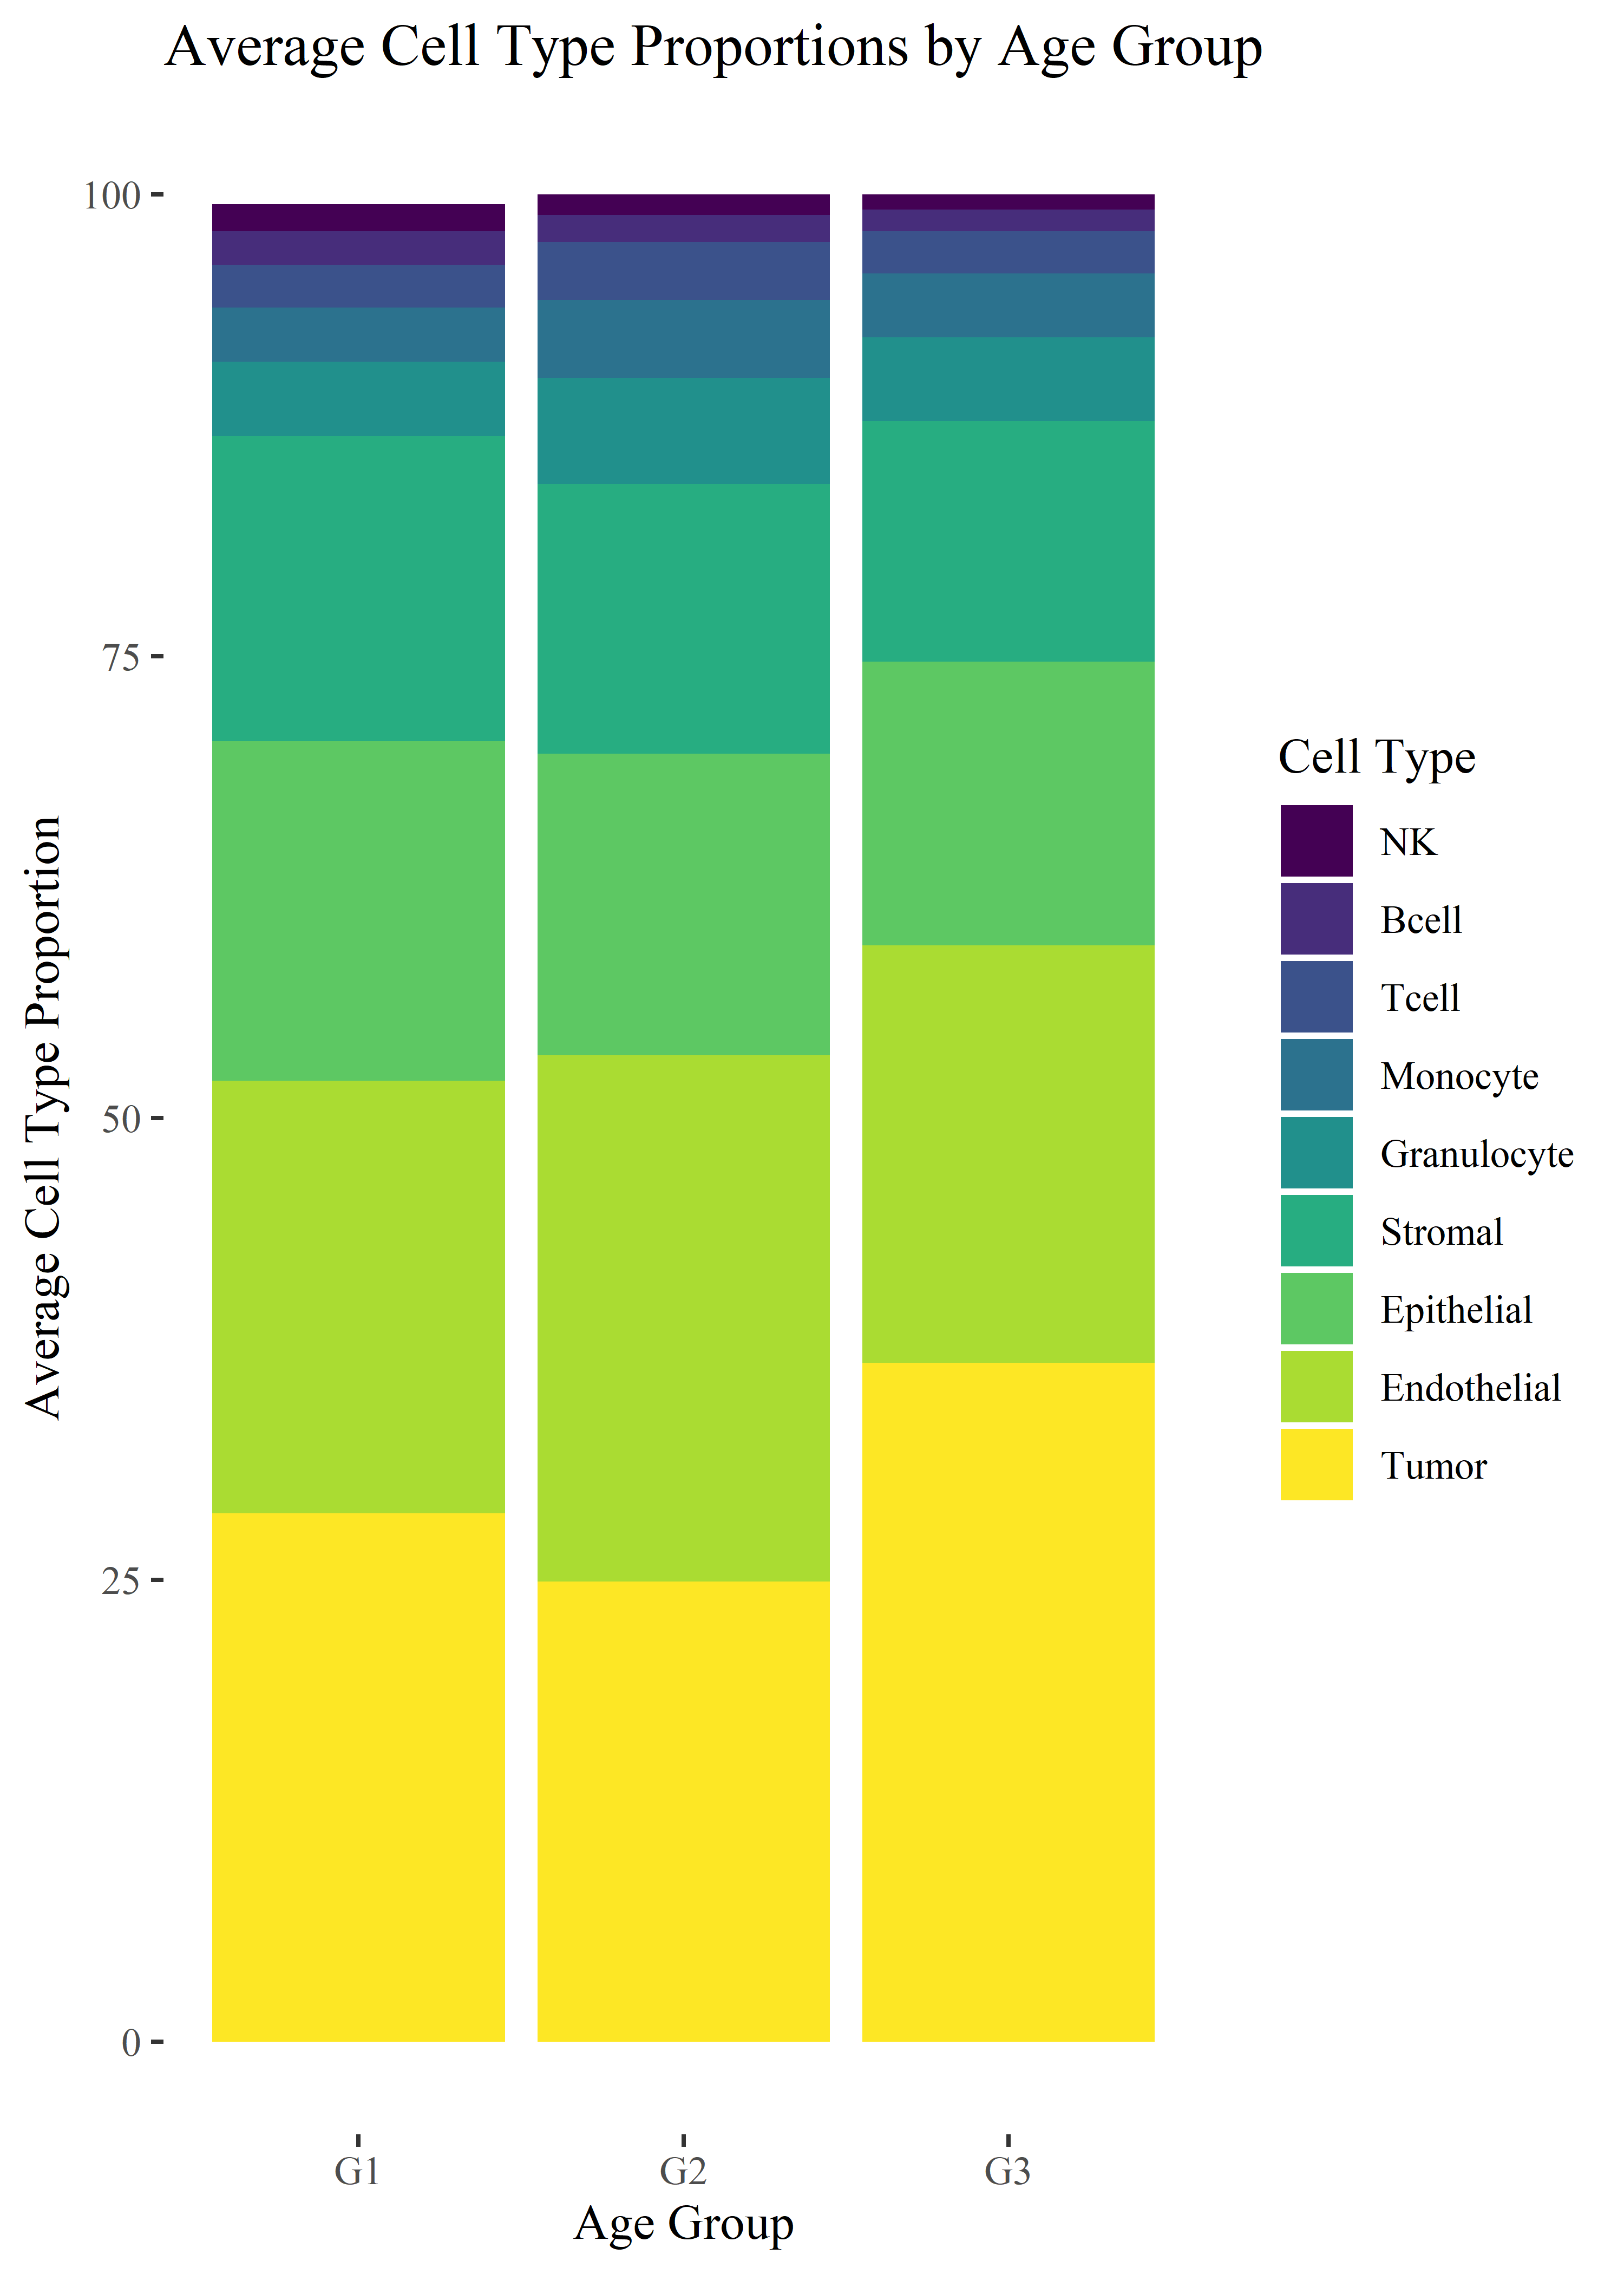 Average Cell Type Proportions by Age Group
100
75
50
25
0
Average Cell Type Proportion
G1
G2
G3
Age Group
Cell Type
NK
Bcell
Tcell
Monocyte
Granulocyte
Stromal
Epithelial
Endothelial
Tumor